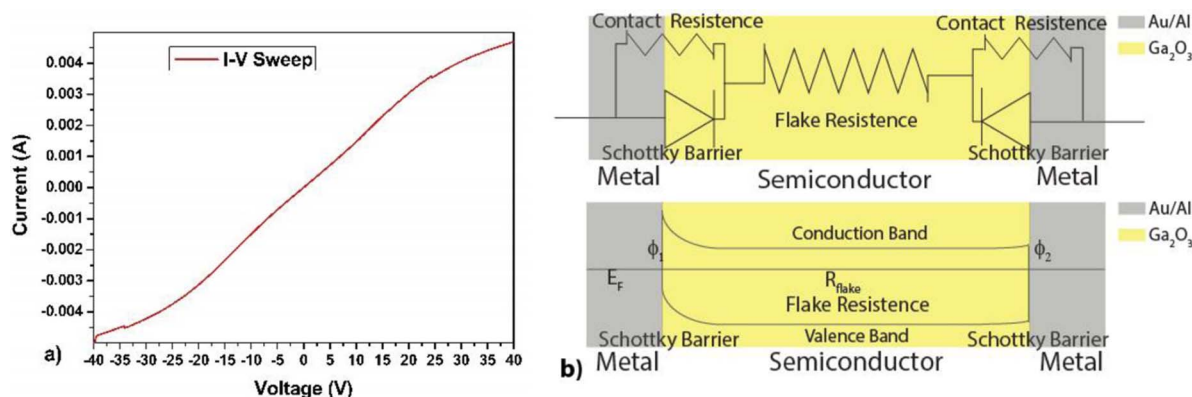 I-V Sweep
0.004
0.003
0.002
0.001
0.000
-0.001
-0.002
-0.003
-0.004
Current (A)
-40 -35 -30 -25 -20 -15 -10 -5 0 5 10 15 20 25 30 35 40
Voltage (V)
a)
Contact Resistence
Contact Resistence
Au/Al
Ga₂O₃
Flake Resistence
Schottky Barrier
Schottky Barrier
Metal
Semiconductor
Metal
Au/Al
Ga₂O₃
Conduction Band
ϕ₁
ϕ₂
E_F
R_flake
Flake Resistence
Schottky Barrier
Valence Band
Schottky Barrier
Metal
Semiconductor
Metal
b)